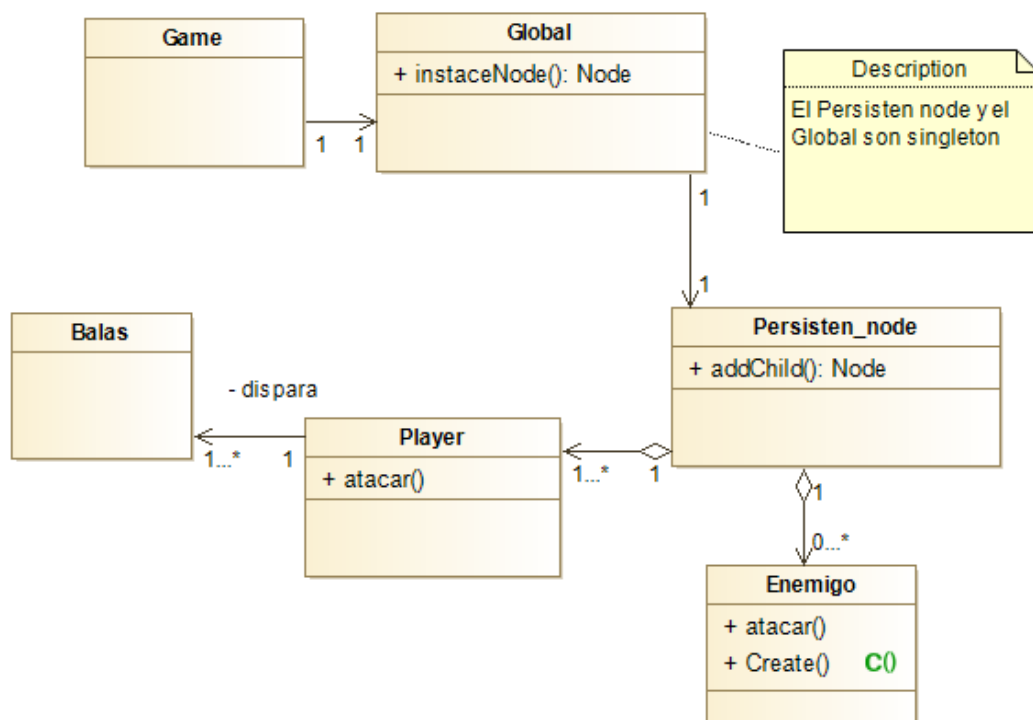 Game
Global
+ instaceNode(): Node
Description
El Persisten node y el
Global son singleton
1 1
1
1
Persisten_node
+ addChild(): Node
Balas
- dispara
1...* 1
Player
+ atacar()
1...* 1
1
0...*
Enemigo
+ atacar()
+ Create() C()